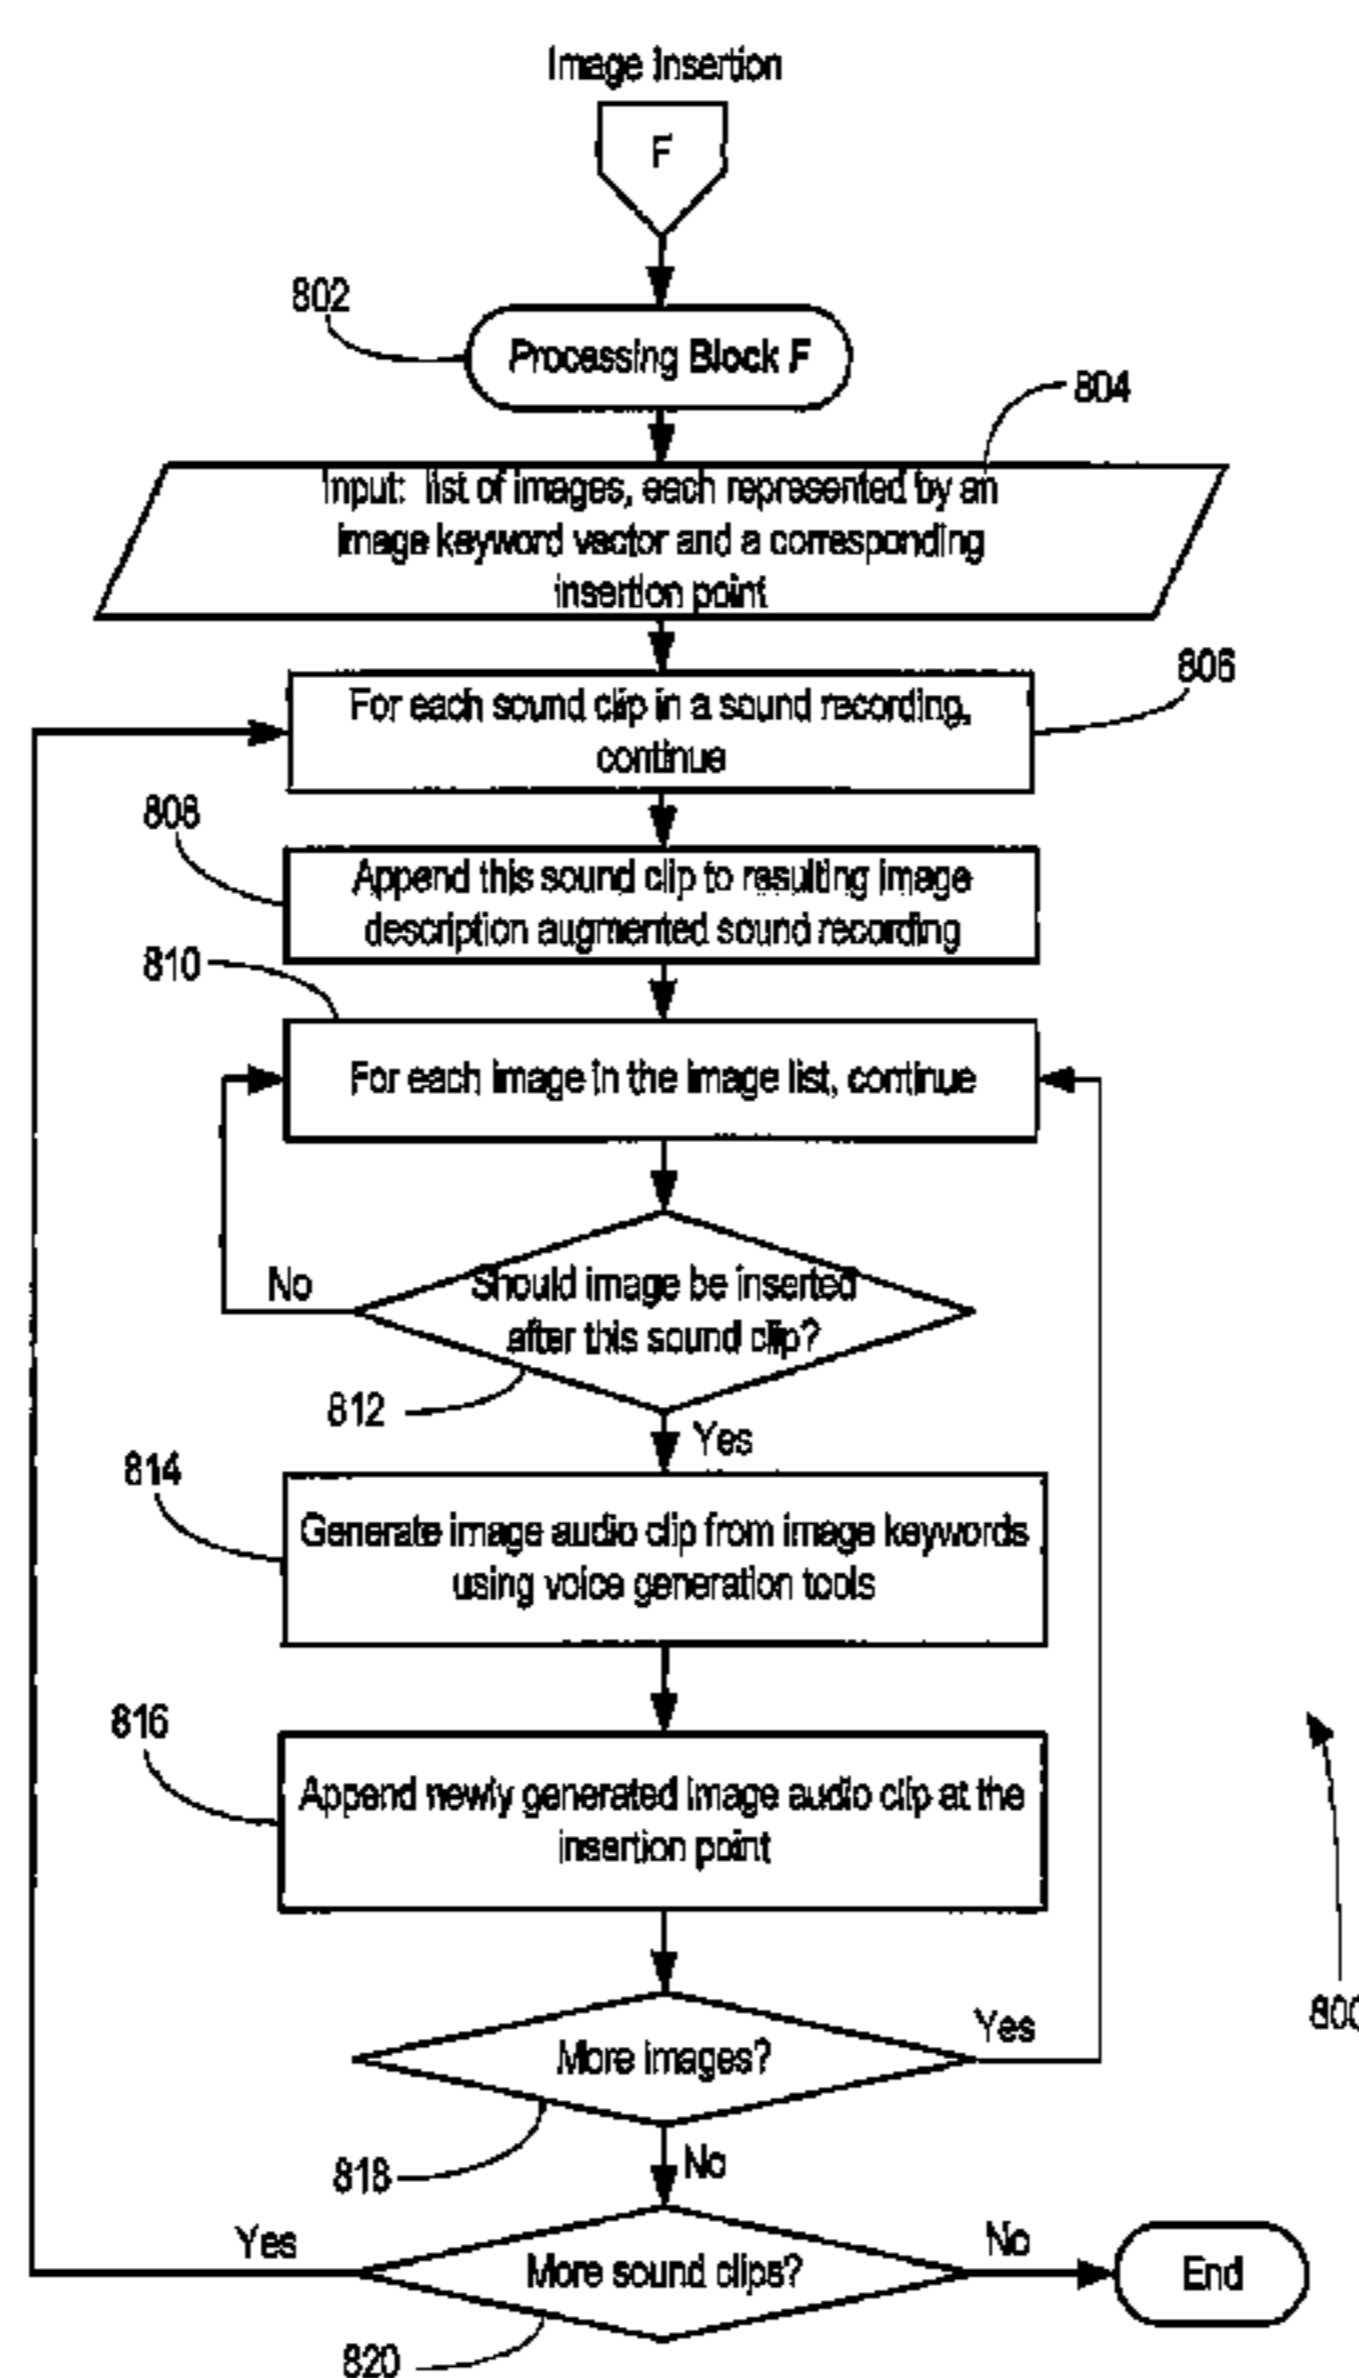 Image Insertion
F
802
Processing Block F
804
Input: list of images, each represented by an
image keyword vector and a corresponding
insertion point
806
For each sound clip in a sound recording,
continue
808
Append this sound clip to resulting image
description augmented sound recording
810
For each image in the image list, continue
No
Should image be inserted
after this sound clip?
812
Yes
814
Generate image audio clip from image keywords
using voice generation tools
816
Append newly generated image audio clip at the
insertion point
800
More images?
Yes
818
No
Yes
More sound clips?
No
End
820